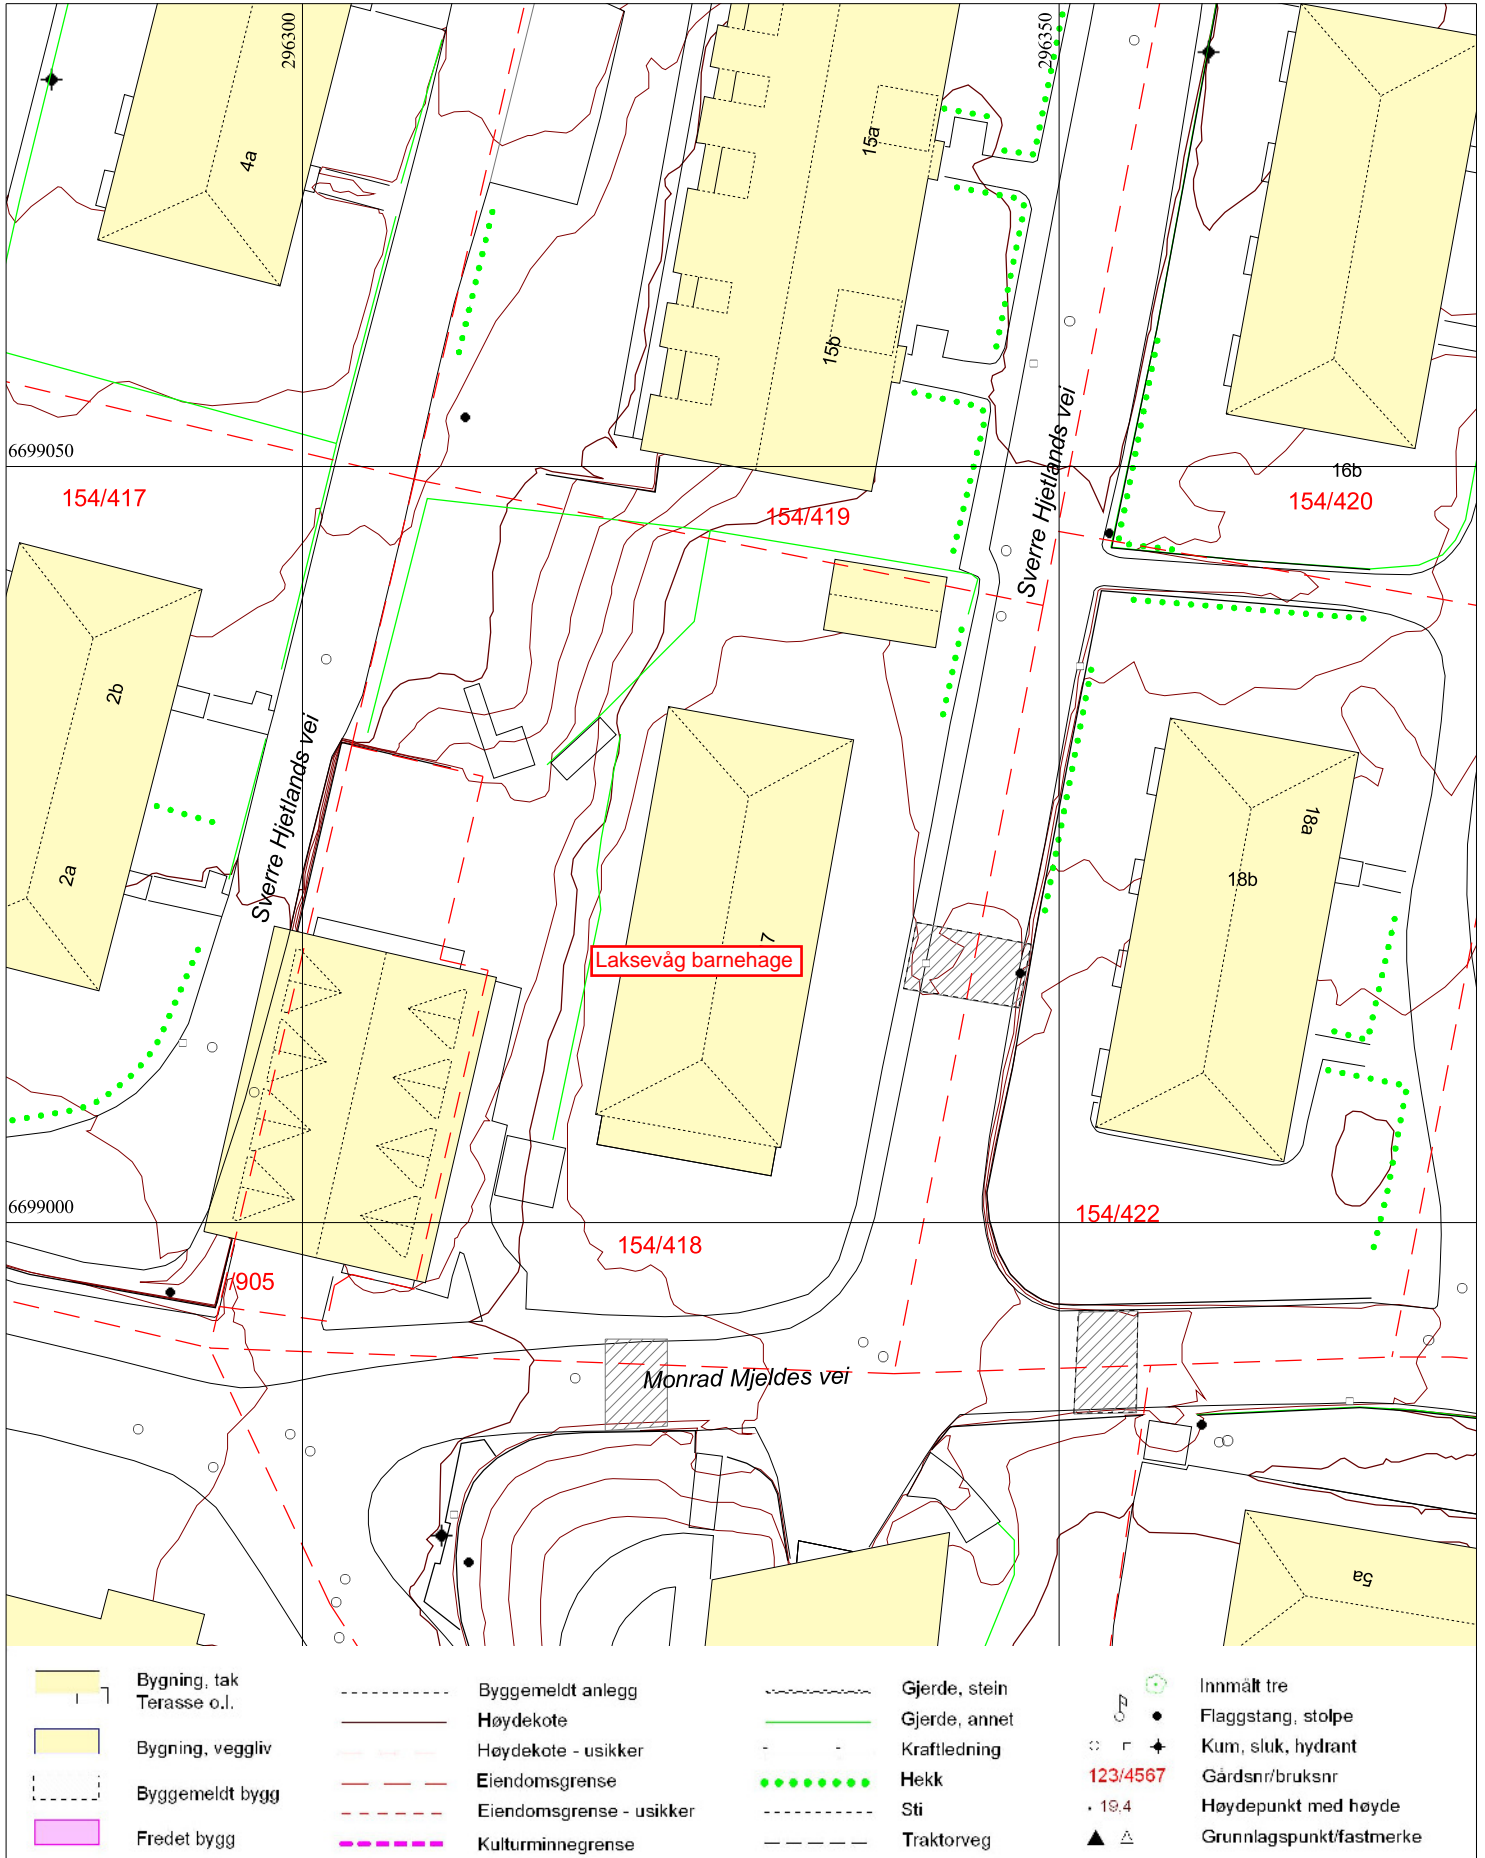 296300
296350
4a
15a
15b
6699050
154/417
154/419
16b
154/420
Sverre Hjetlands vei
2b
2a
Sverre Hjetlands vei
18a
18b
7
Laksevåg barnehage
6699000
154/422
154/418
/905
Monrad Mjeldes vei
5a
Bygning, tak
Terasse o.l.
Bygning, veggliv
Byggemeldt bygg
Fredet bygg
Byggemeldt anlegg
Høydekote
Høydekote - usikker
Eiendomsgrense
Eiendomsgrense - usikker
Kulturminnegrense
Gjerde, stein
Gjerde, annet
Kraftledning
Hekk
Sti
Traktorveg
Innmålt tre
Flaggstang, stolpe
Kum, sluk, hydrant
123/4567 Gårdsnr/bruksnr
19.4 Høydepunkt med høyde
Grunnlagspunkt/fastmerke